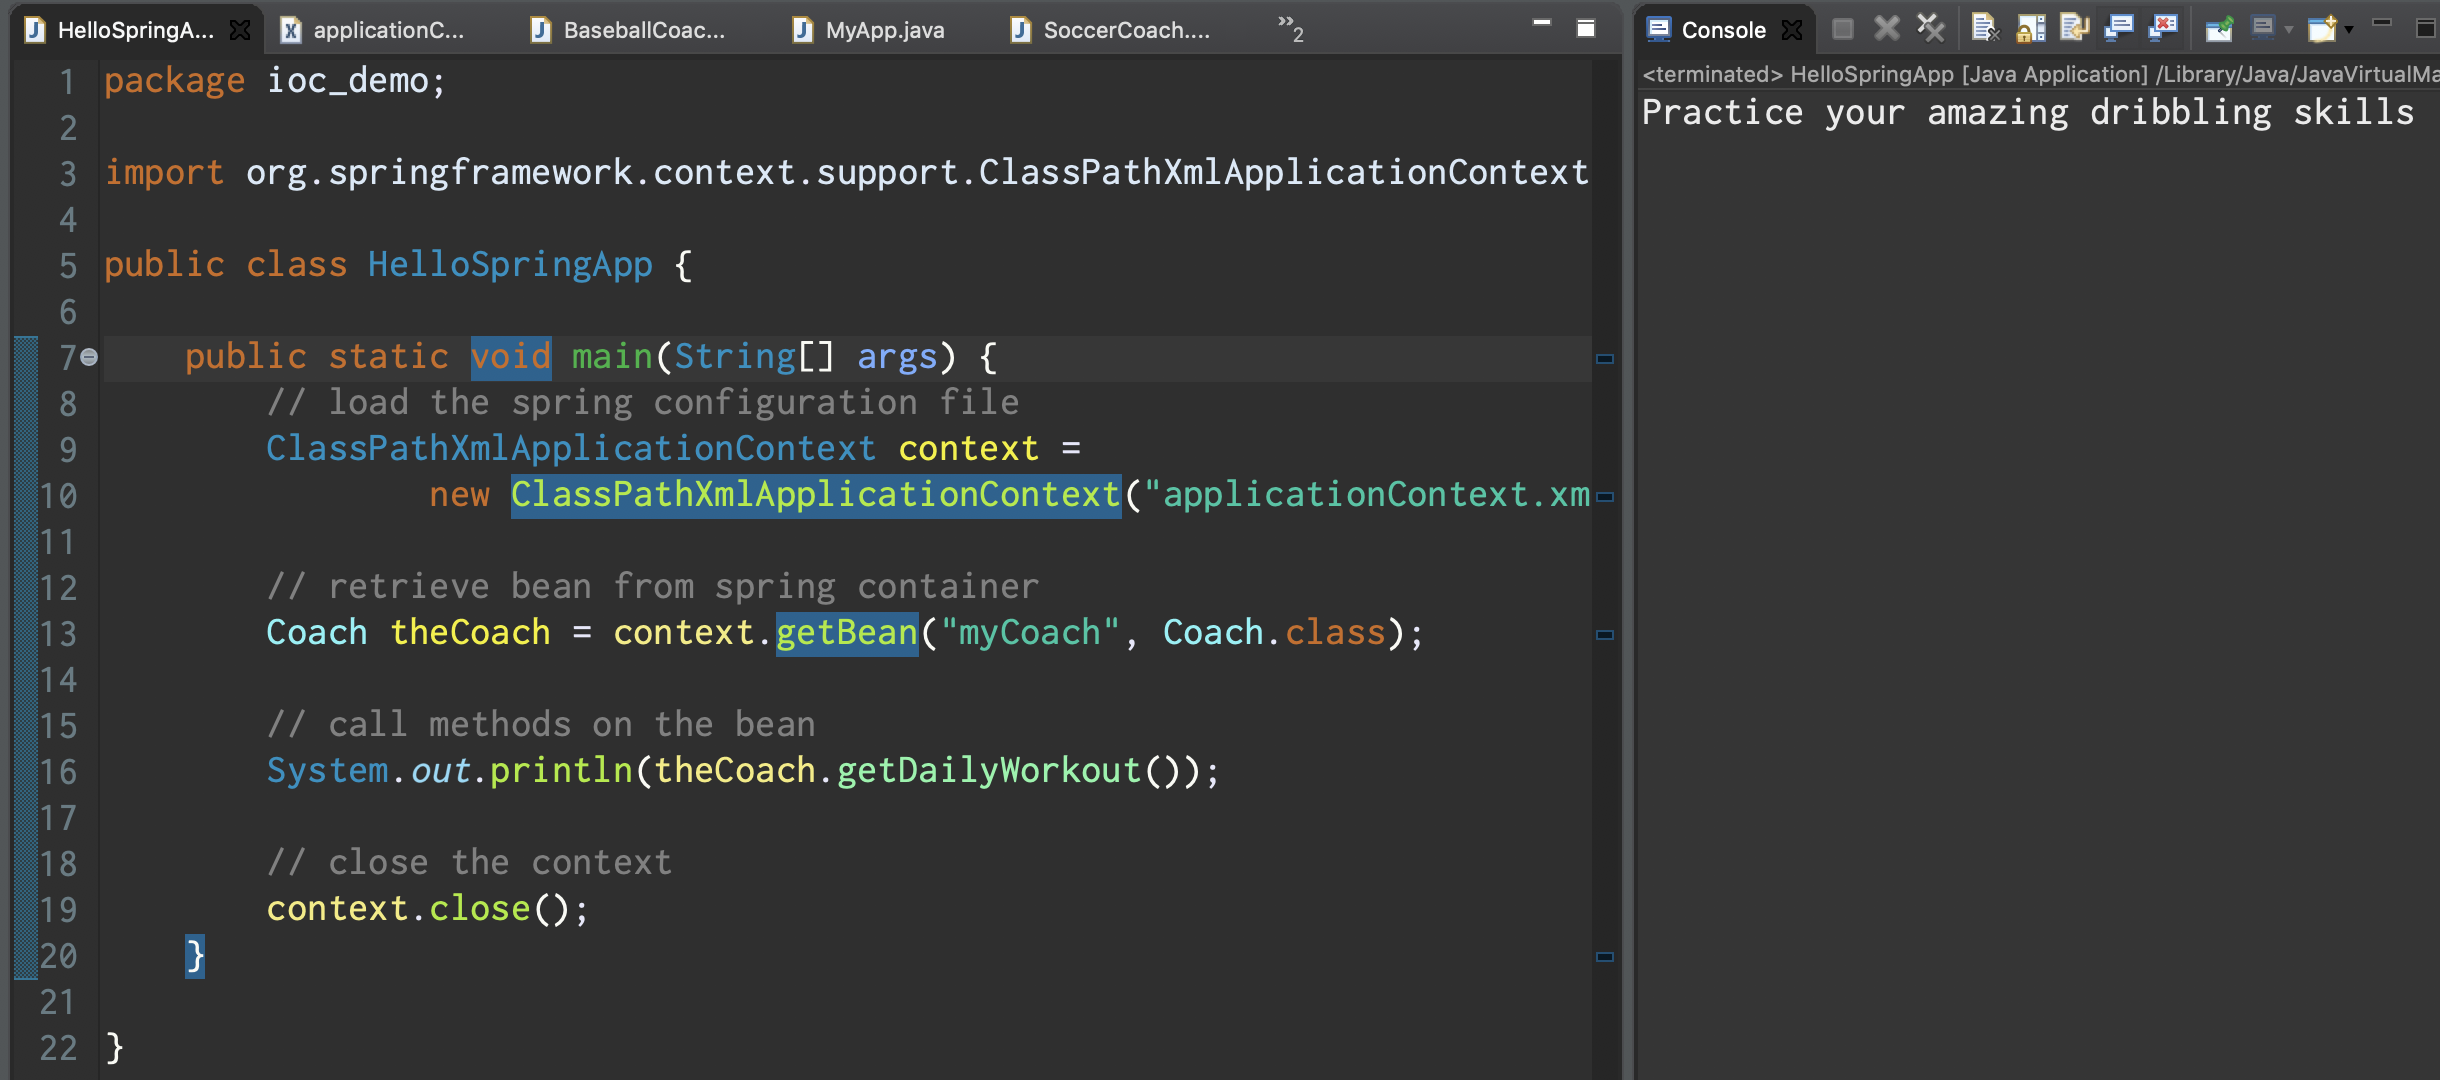 HelloSpringA...
applicationC...
BaseballCoac...
MyApp.java
SoccerCoach....
»2
1 package ioc_demo;
2
3 import org.springframework.context.support.ClassPathXmlApplicationContext
4
5 public class HelloSpringApp {
6
7 public static void main(String[] args) {
8 // load the spring configuration file
9 ClassPathXmlApplicationContext context =
10 new ClassPathXmlApplicationContext("applicationContext.xm
11
12 // retrieve bean from spring container
13 Coach theCoach = context.getBean("myCoach", Coach.class);
14
15 // call methods on the bean
16 System.out.println(theCoach.getDailyWorkout());
17
18 // close the context
19 context.close();
20 }
21
22 }
Console
<terminated> HelloSpringApp [Java Application] /Library/Java/JavaVirtualMa
Practice your amazing dribbling skills